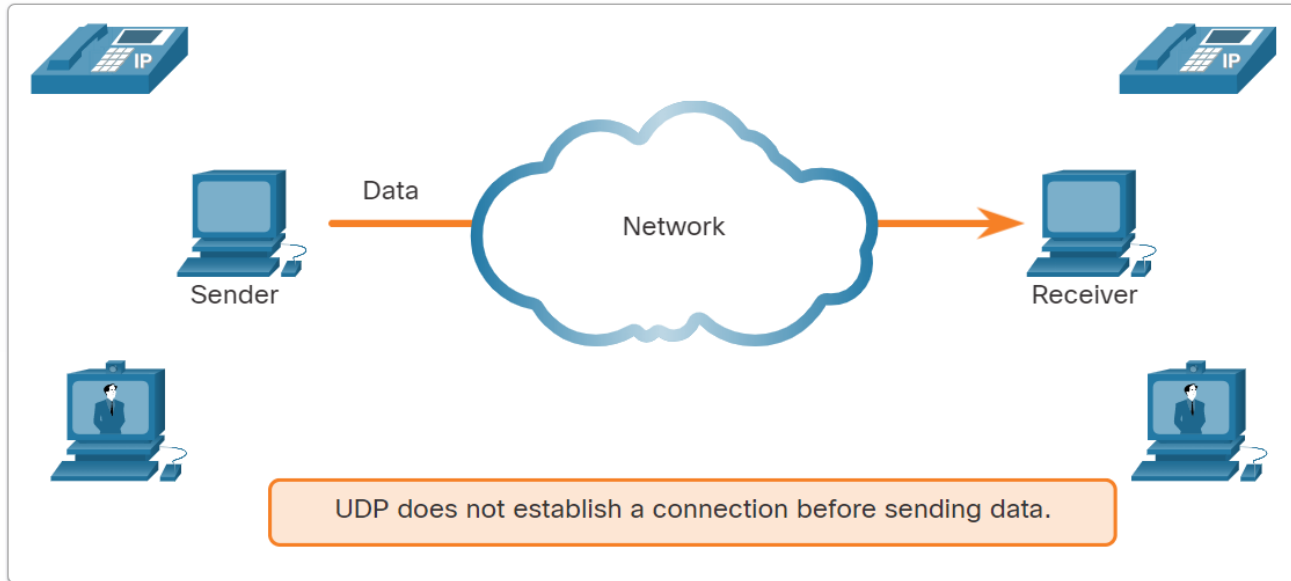 IP
IP
Data
Network
Sender
Receiver
UDP does not establish a connection before sending data.